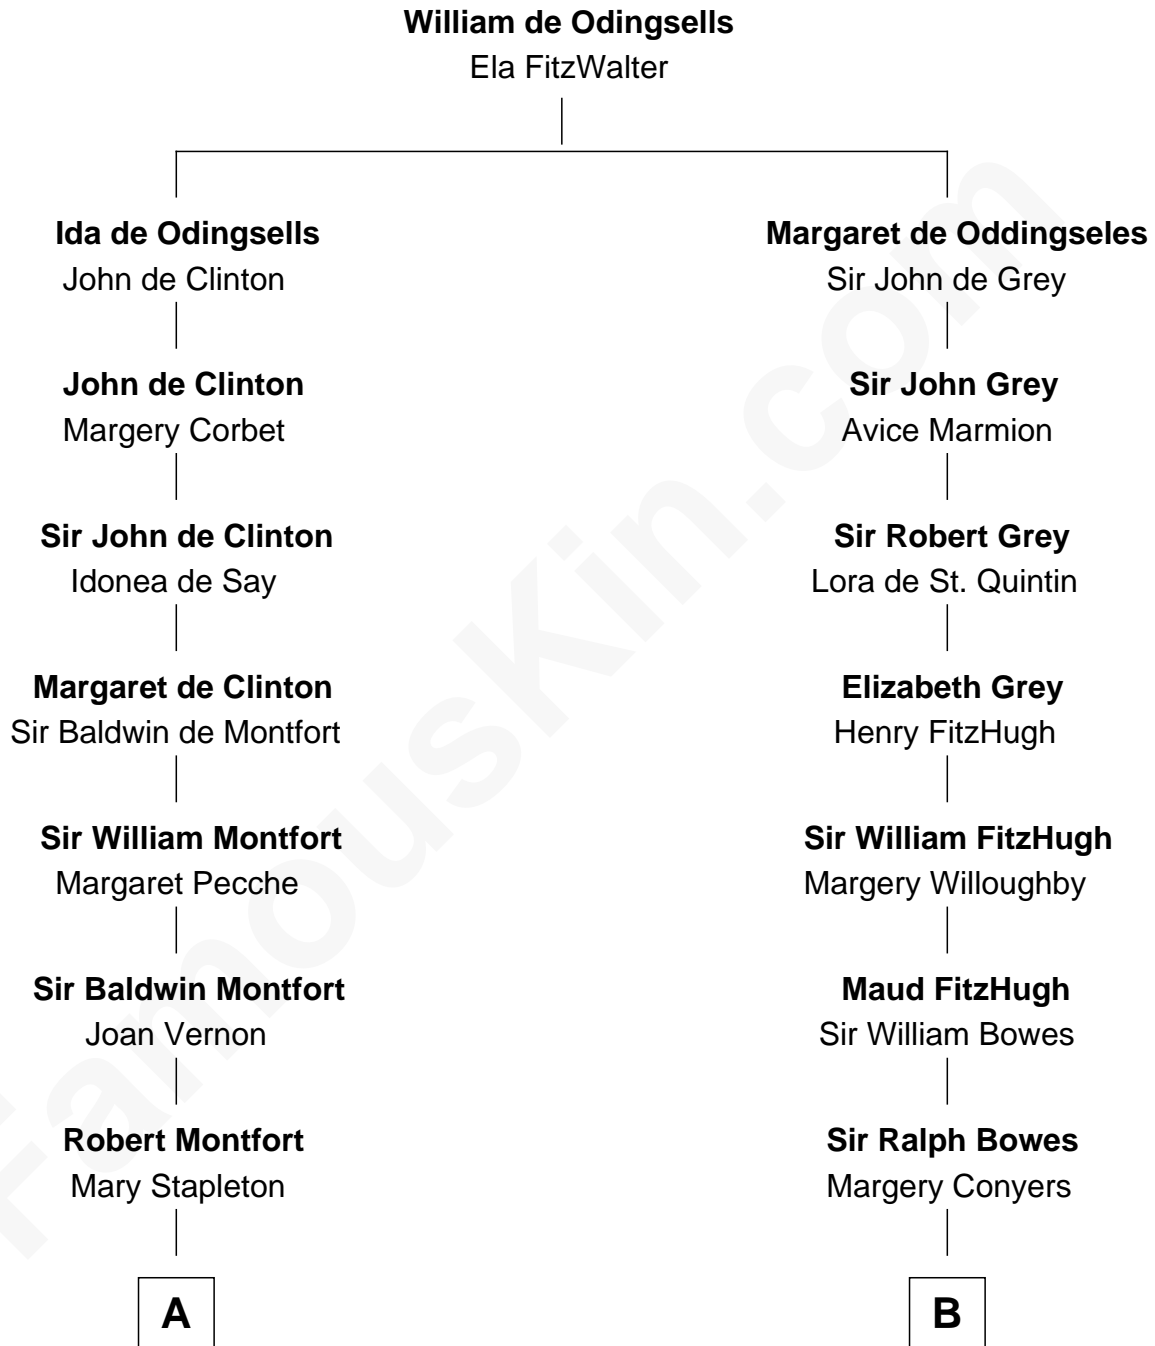 William de Odingsells
Ela FitzWalter
Ida de Odingsells
John de Clinton
Margaret de Oddingseles
Sir John de Grey
John de Clinton
Margery Corbet
Sir John Grey
Avice Marmion
Sir John de Clinton
Idonea de Say
Sir Robert Grey
Lora de St. Quintin
Margaret de Clinton
Sir Baldwin de Montfort
Elizabeth Grey
Henry FitzHugh
Sir William Montfort
Margaret Pecche
Sir William FitzHugh
Margery Willoughby
Sir Baldwin Montfort
Joan Vernon
Maud FitzHugh
Sir William Bowes
Robert Montfort
Mary Stapleton
Sir Ralph Bowes
Margery Conyers
A
B
FamousKin.com